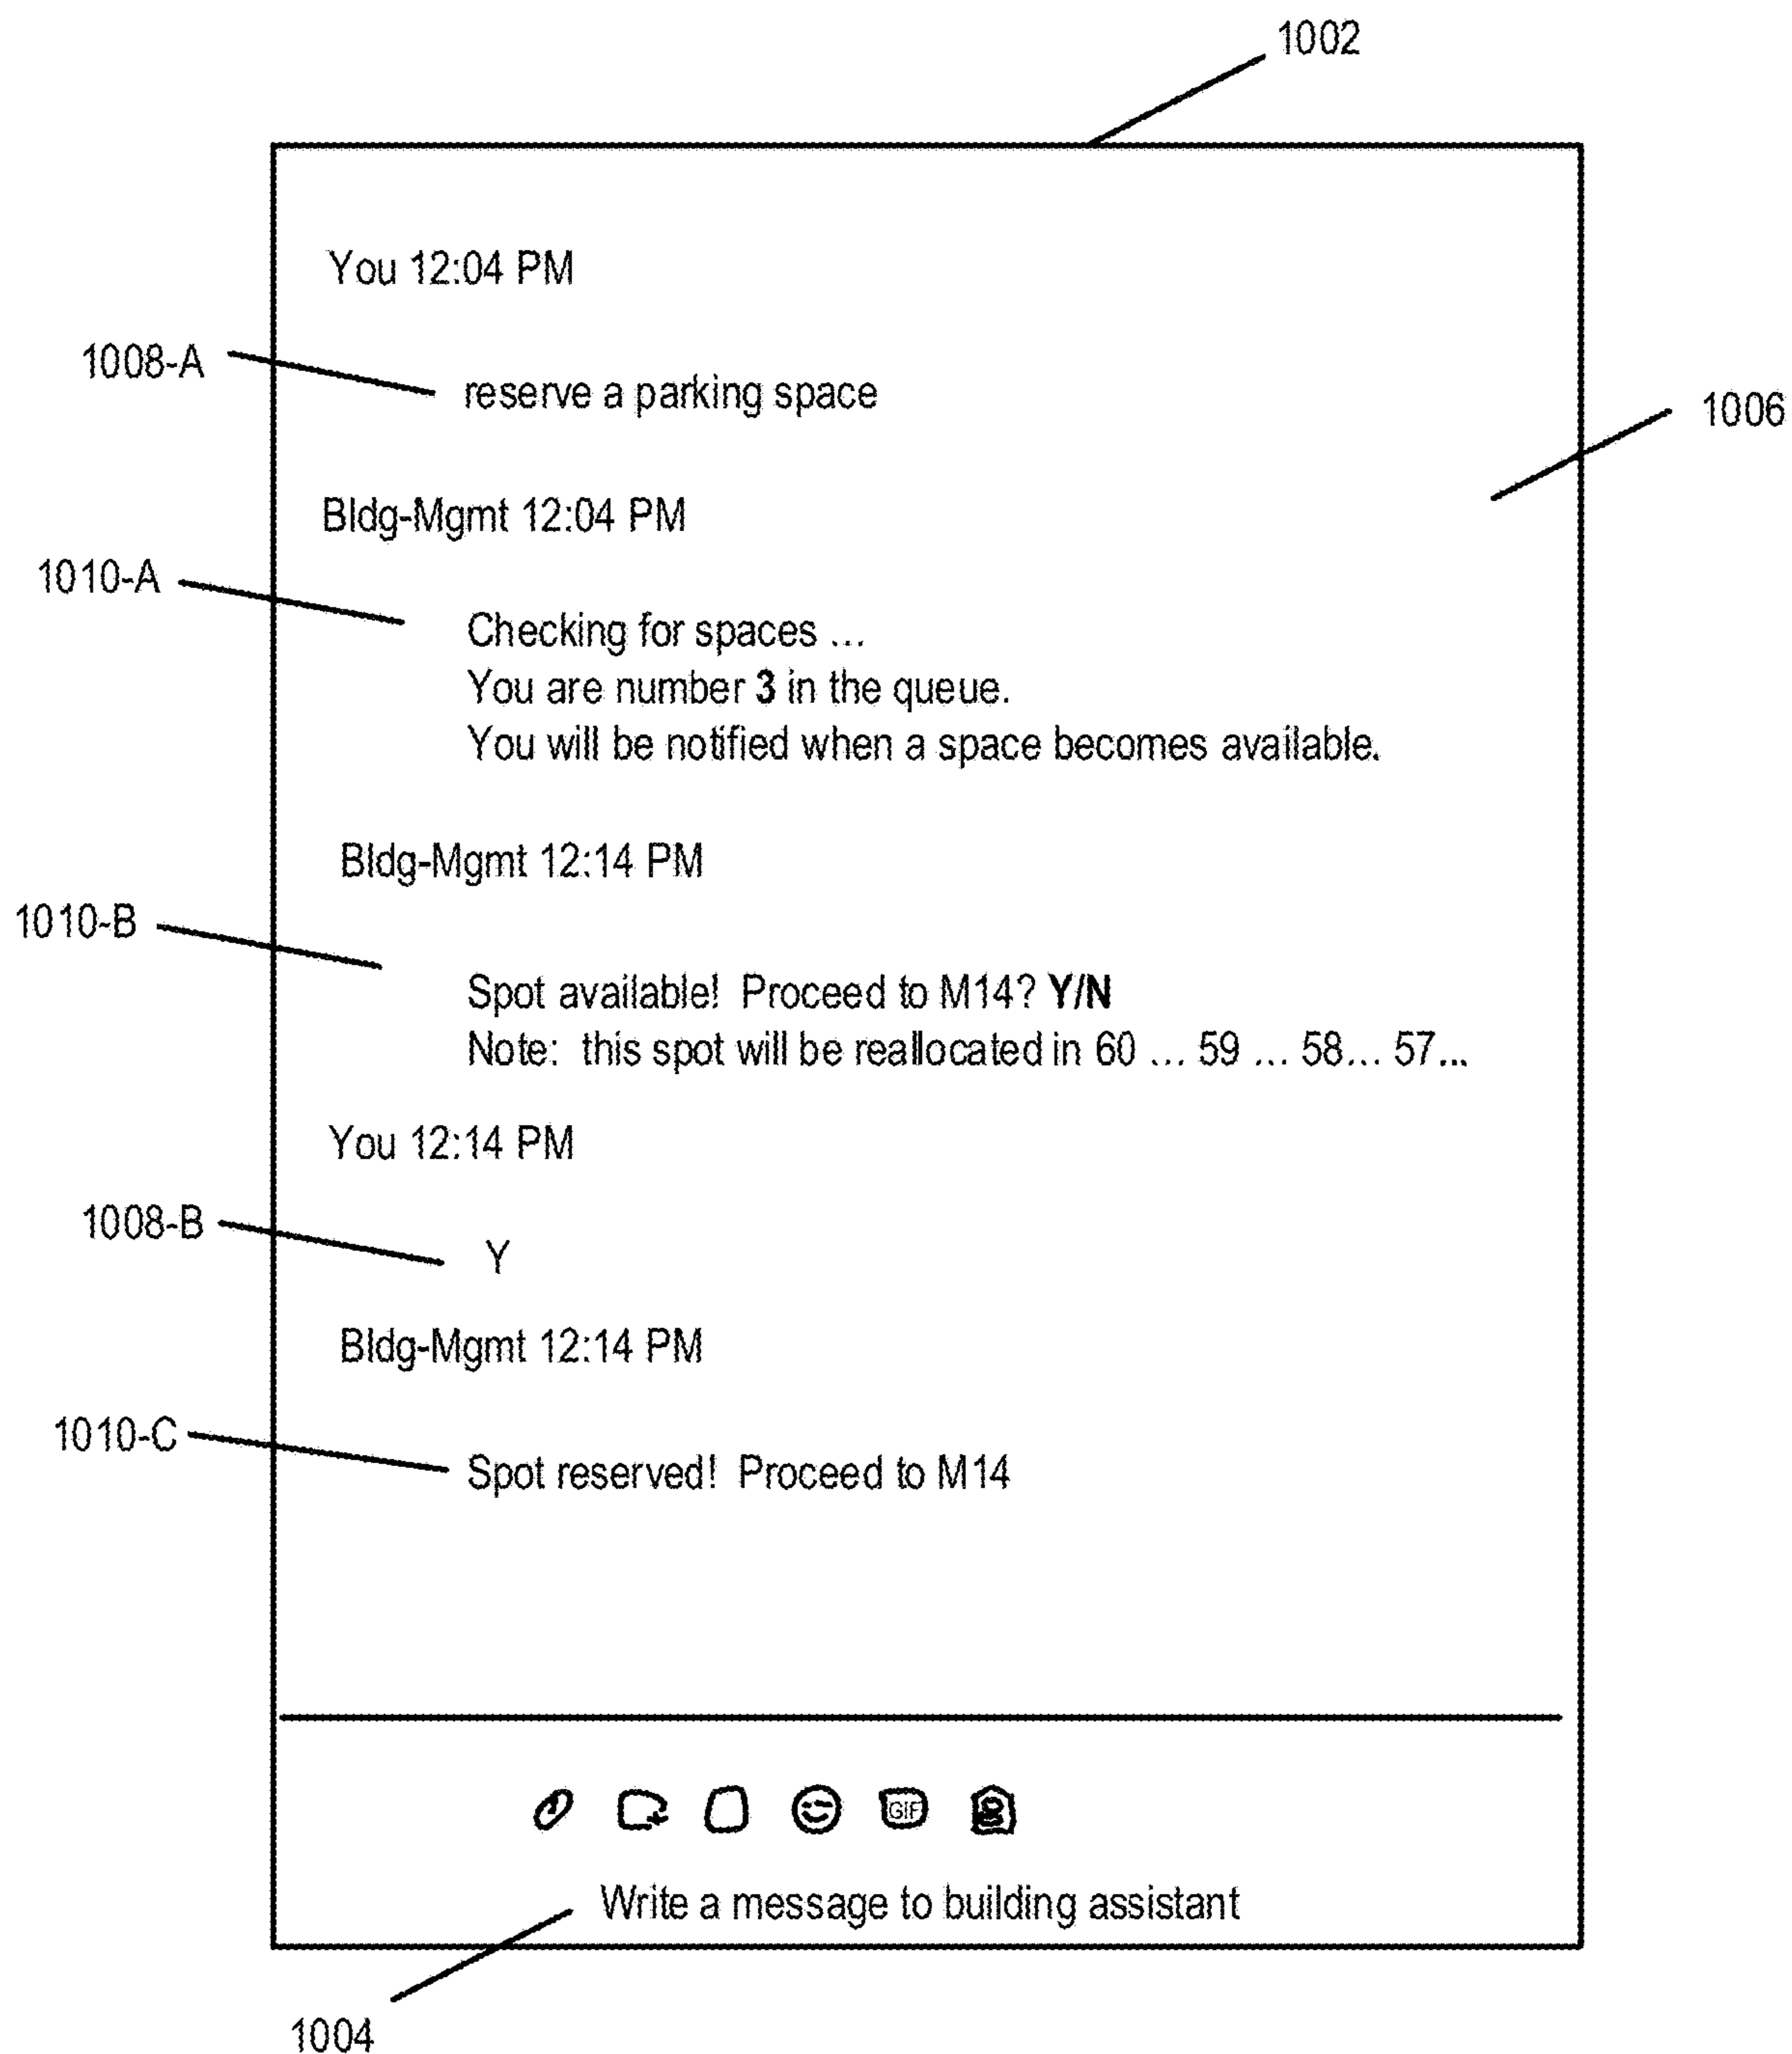 1002
You 12:04 PM
1008-A
reserve a parking space
1006
Bldg-Mgmt 12:04 PM
1010-A
Checking for spaces ...
You are number 3 in the queue.
You will be notified when a space becomes available.
Bldg-Mgmt 12:14 PM
1010-B
Spot available!  Proceed to M14? Y/N
Note:  this spot will be reallocated in 60 ... 59 ... 58... 57...
You 12:14 PM
1008-B
Y
Bldg-Mgmt 12:14 PM
1010-C
Spot reserved!  Proceed to M14
GIF
Write a message to building assistant
1004